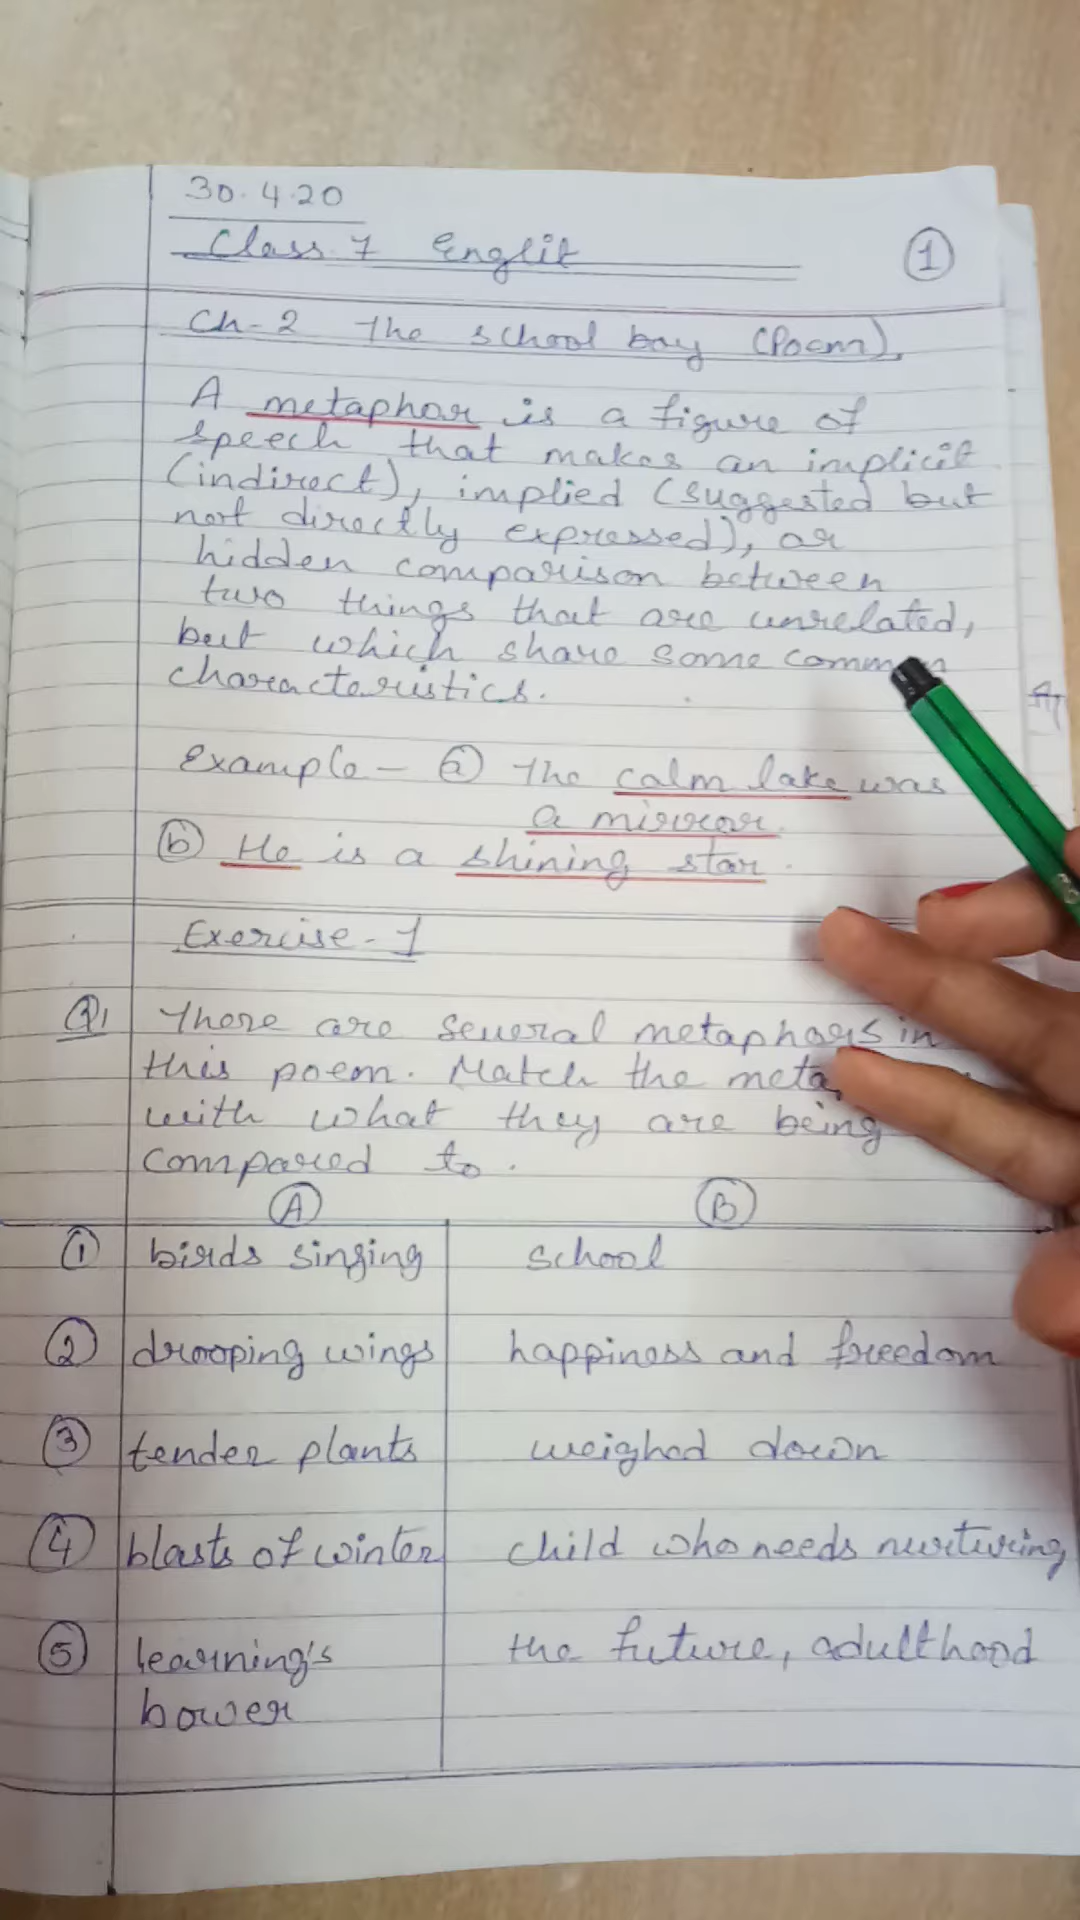 30.4.20
Class 7 Englit
1
Ch-2 The school boy (Poem)
A metaphor is a figure of
speech that makes an implicit
(indirect), implied (suggested but
not directly expressed), or
hidden comparison between
two things that are unrelated,
but which share some common
characteristics.
Example - a The calm lake was
a mirror.
b He is a shining star.
Exercise - 1
Q1 There are several metaphors in
this poem. Match the
with what they are being
compared to.
A B
1 birds singing school
2 drooping wings happiness and freedom
3 tender plants weighed down
4 blasts of winter child who needs nurturing
5 learning's the future, adulthood
bower